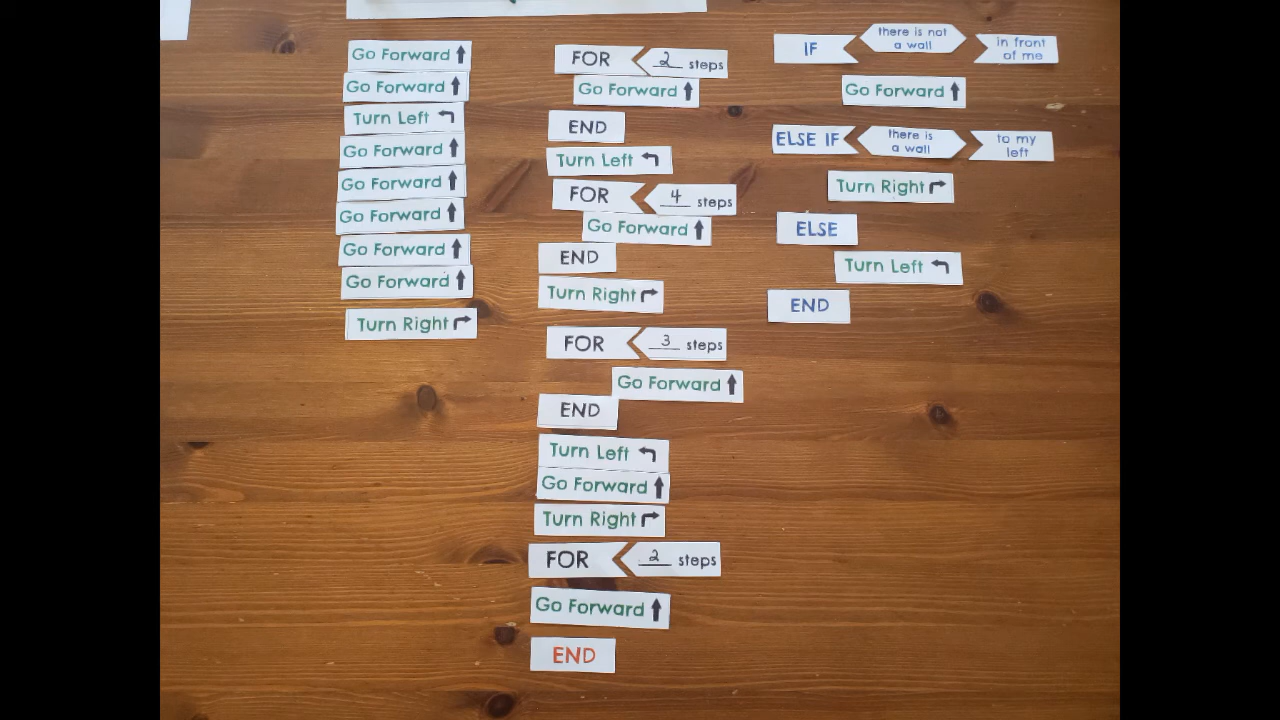 Go Forward
Go Forward
Turn Left
Go Forward
Go Forward
Go Forward
Go Forward
Go Forward
Turn Right
FOR 2 steps
Go Forward
END
Turn Left
FOR 4 steps
Go Forward
END
Turn Right
FOR 3 steps
Go Forward
END
Turn Left
Go Forward
Turn Right
FOR 2 steps
Go Forward
END
IF there is not a wall in front of me
Go Forward
ELSE IF there is a wall to my left
Turn Right
ELSE
Turn Left
END